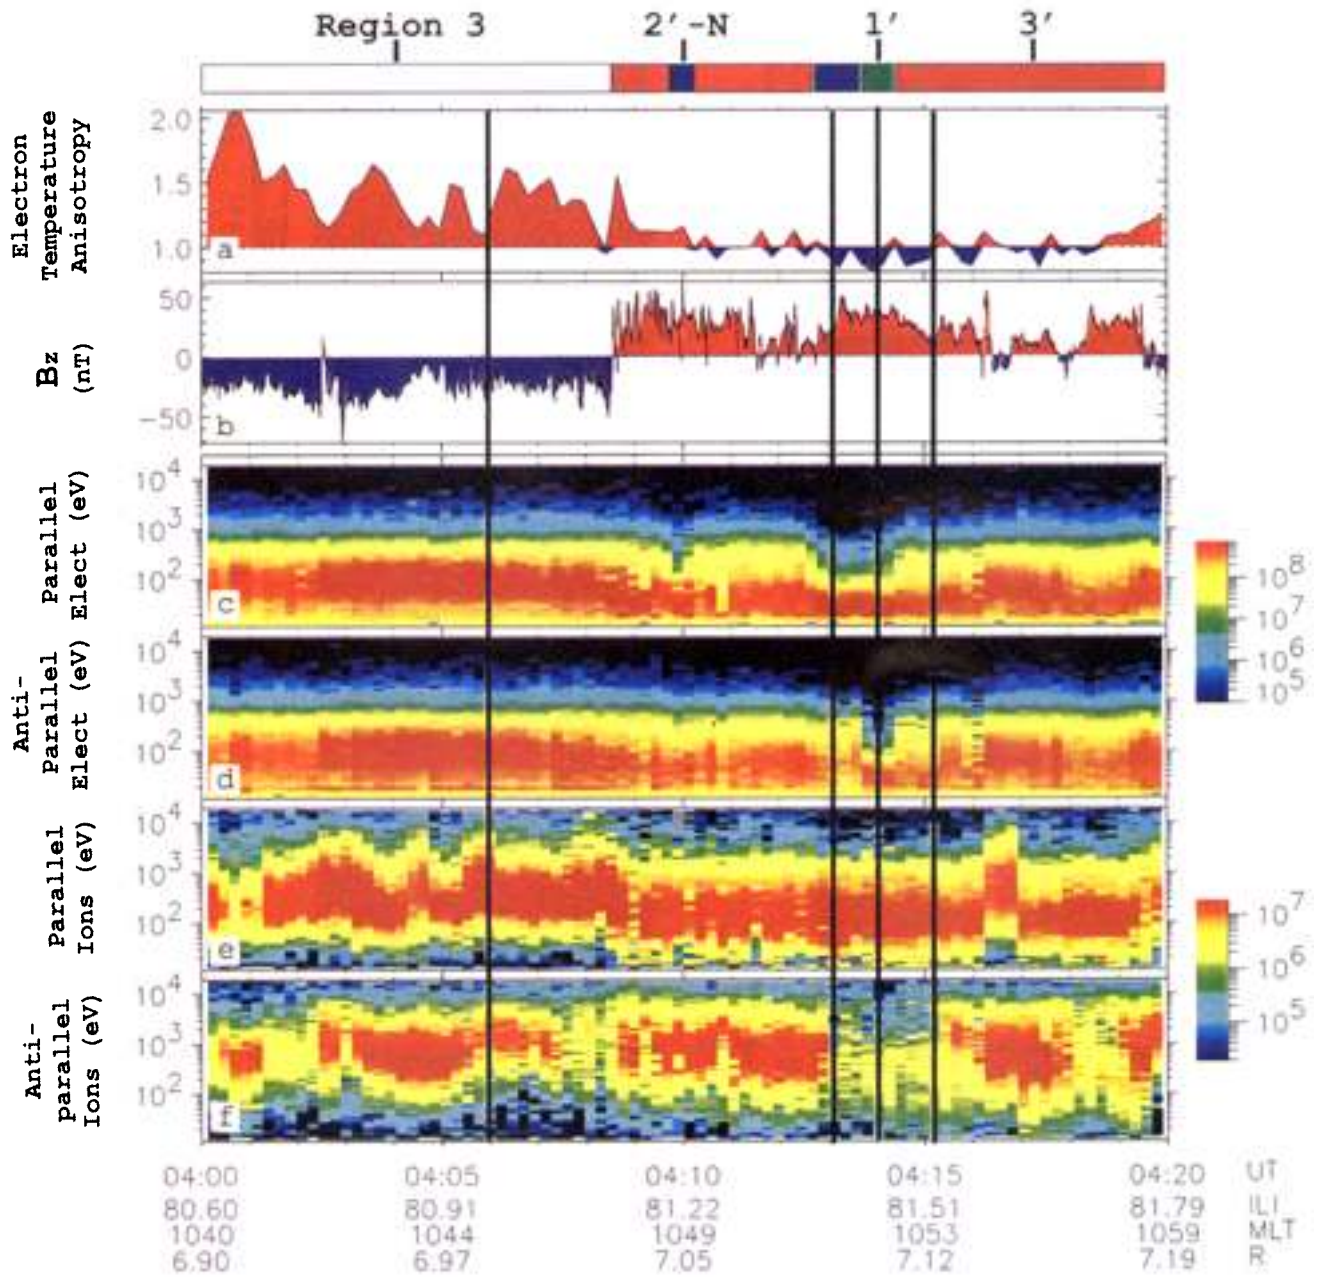 Region 3 2′-N 1′ 3′
Electron
Temperature
Anisotropy
2.0
1.5
1.0
a
Bz
(nT)
50
0
−50
b
Parallel
Elect (eV)
10⁴
10³
10²
c
Anti-
Parallel
Elect (eV)
10⁴
10³
10²
d
10⁸
10⁷
10⁶
10⁵
Parallel
Ions (eV)
10⁴
10³
10²
e
Anti-
parallel
Ions (eV)
10⁴
10³
10²
f
10⁷
10⁶
10⁵
04:00 04:05 04:10 04:15 04:20 UT
80.60 80.91 81.22 81.51 81.79 ILI
1040 1044 1049 1053 1059 MLT
6.90 6.97 7.05 7.12 7.19 R